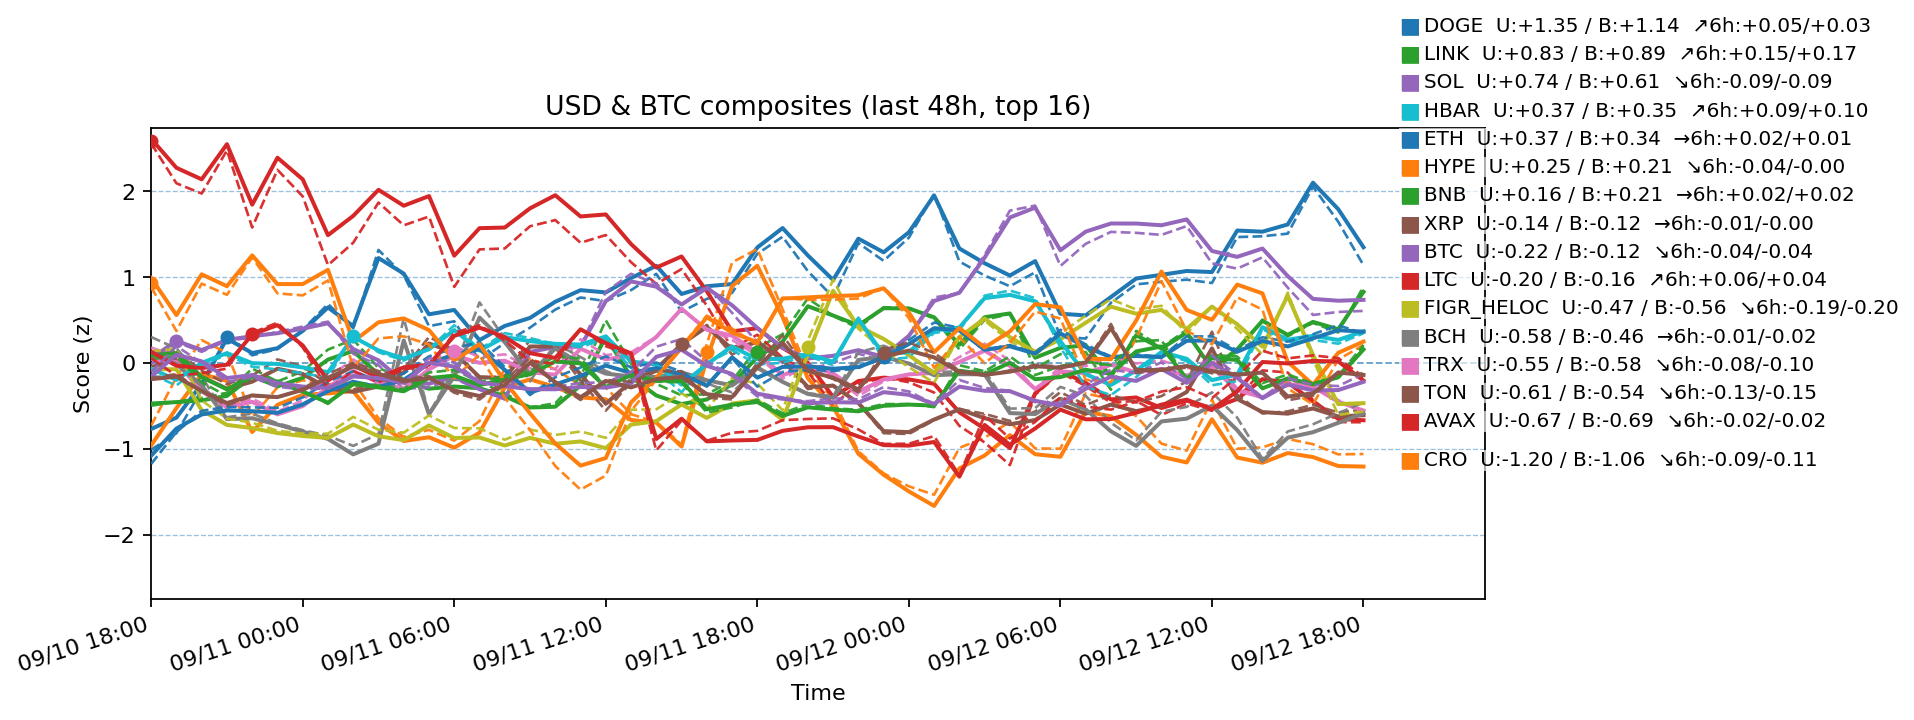 DOGE U:+1.35 / B:+1.14 ↗6h:+0.05/+0.03
LINK U:+0.83 / B:+0.89 ↗6h:+0.15/+0.17
SOL U:+0.74 / B:+0.61 ↘6h:-0.09/-0.09
HBAR U:+0.37 / B:+0.35 ↗6h:+0.09/+0.10
ETH U:+0.37 / B:+0.34 →6h:+0.02/+0.01
HYPE U:+0.25 / B:+0.21 ↘6h:-0.04/-0.00
BNB U:+0.16 / B:+0.21 →6h:+0.02/+0.02
XRP U:-0.14 / B:-0.12 →6h:-0.01/-0.00
BTC U:-0.22 / B:-0.12 ↘6h:-0.04/-0.04
LTC U:-0.20 / B:-0.16 ↗6h:+0.06/+0.04
FIGR_HELOC U:-0.47 / B:-0.56 ↘6h:-0.19/-0.20
BCH U:-0.58 / B:-0.46 →6h:-0.01/-0.02
TRX U:-0.55 / B:-0.58 ↘6h:-0.08/-0.10
TON U:-0.61 / B:-0.54 ↘6h:-0.13/-0.15
AVAX U:-0.67 / B:-0.69 ↘6h:-0.02/-0.02
CRO U:-1.20 / B:-1.06 ↘6h:-0.09/-0.11
USD & BTC composites (last 48h, top 16)
Score (z)
2
1
0
−1
−2
09/10 18:00
09/11 00:00
09/11 06:00
09/11 12:00
09/11 18:00
09/12 00:00
09/12 06:00
09/12 12:00
09/12 18:00
Time